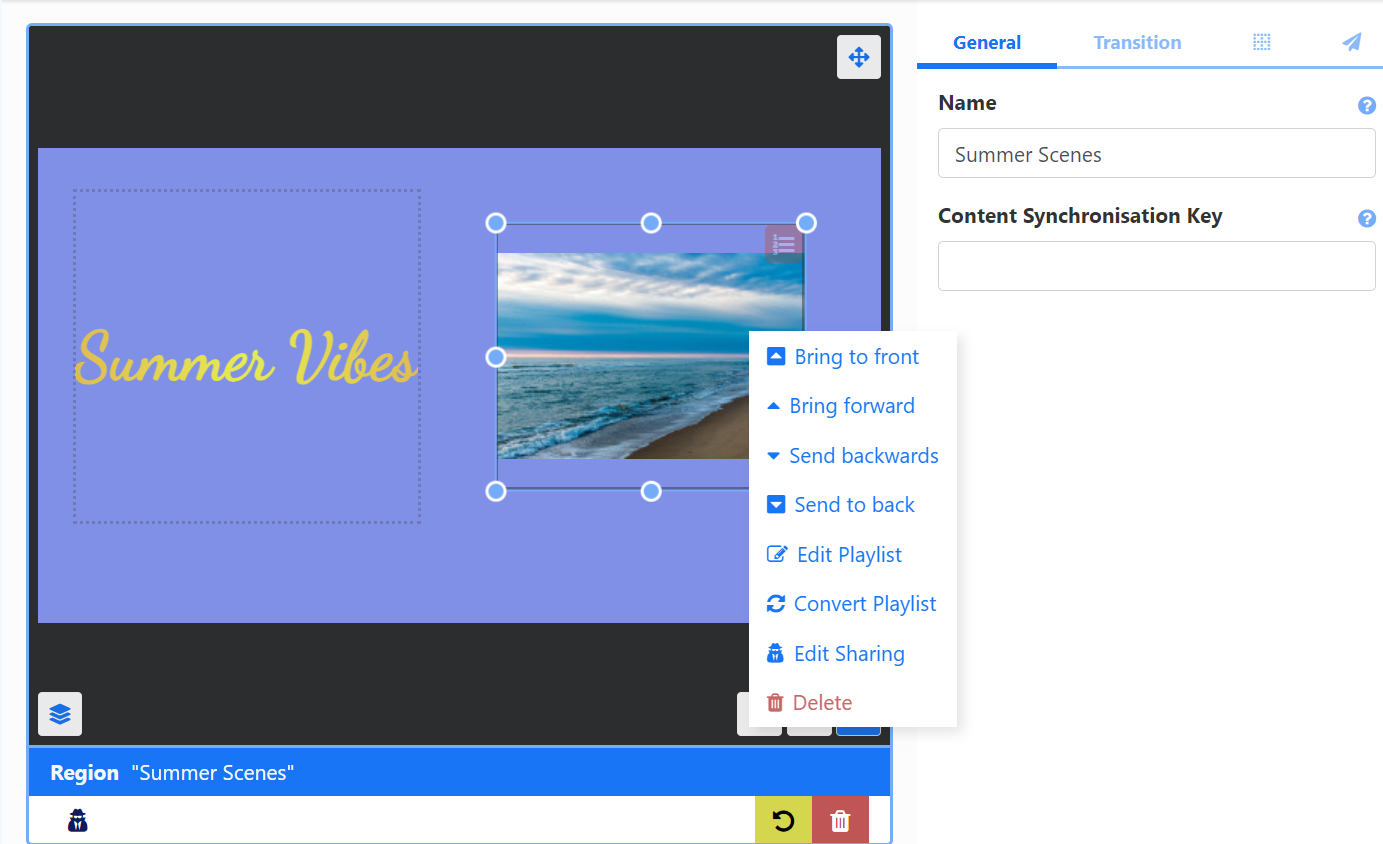 General Transition
Name
Summer Scenes
Content Synchronisation Key
Summer Vibes
Bring to front
Bring forward
Send backwards
Send to back
Edit Playlist
Convert Playlist
Edit Sharing
Delete
Region "Summer Scenes"